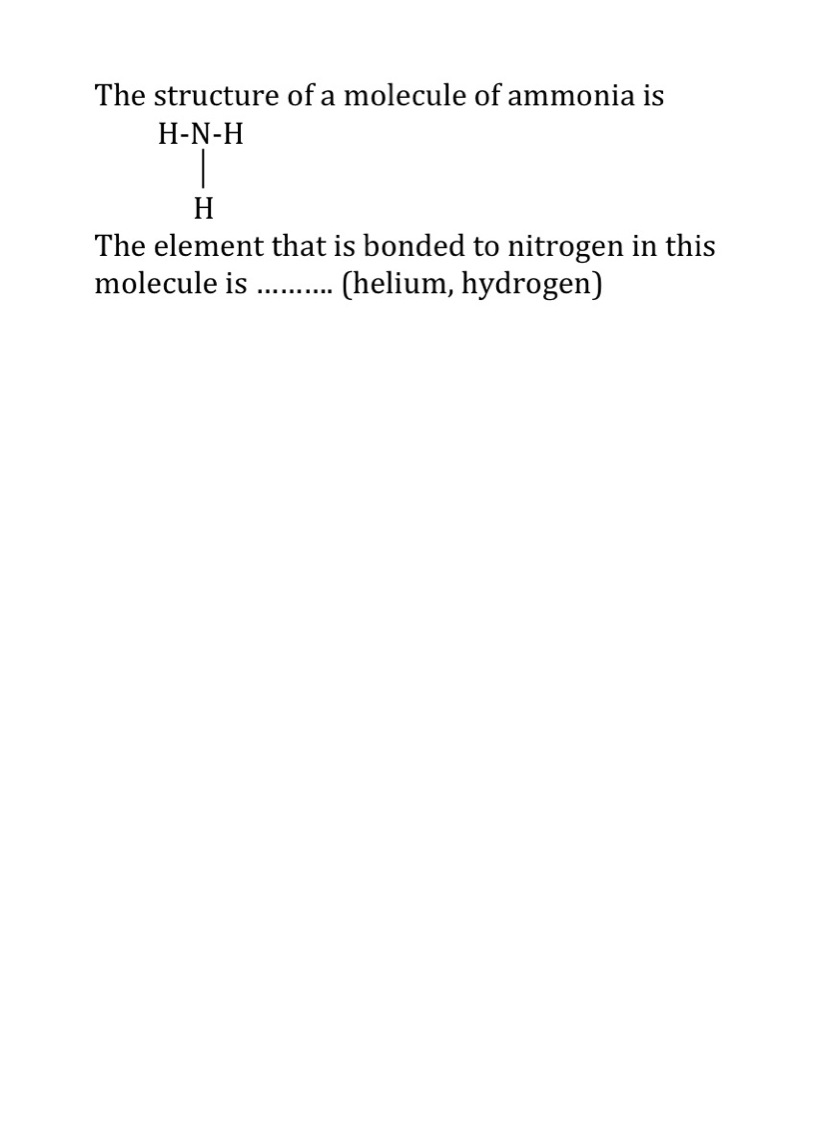 The structure of a molecule of ammonia is
H-N-H
|
H
The element that is bonded to nitrogen in this
molecule is .......... (helium, hydrogen)